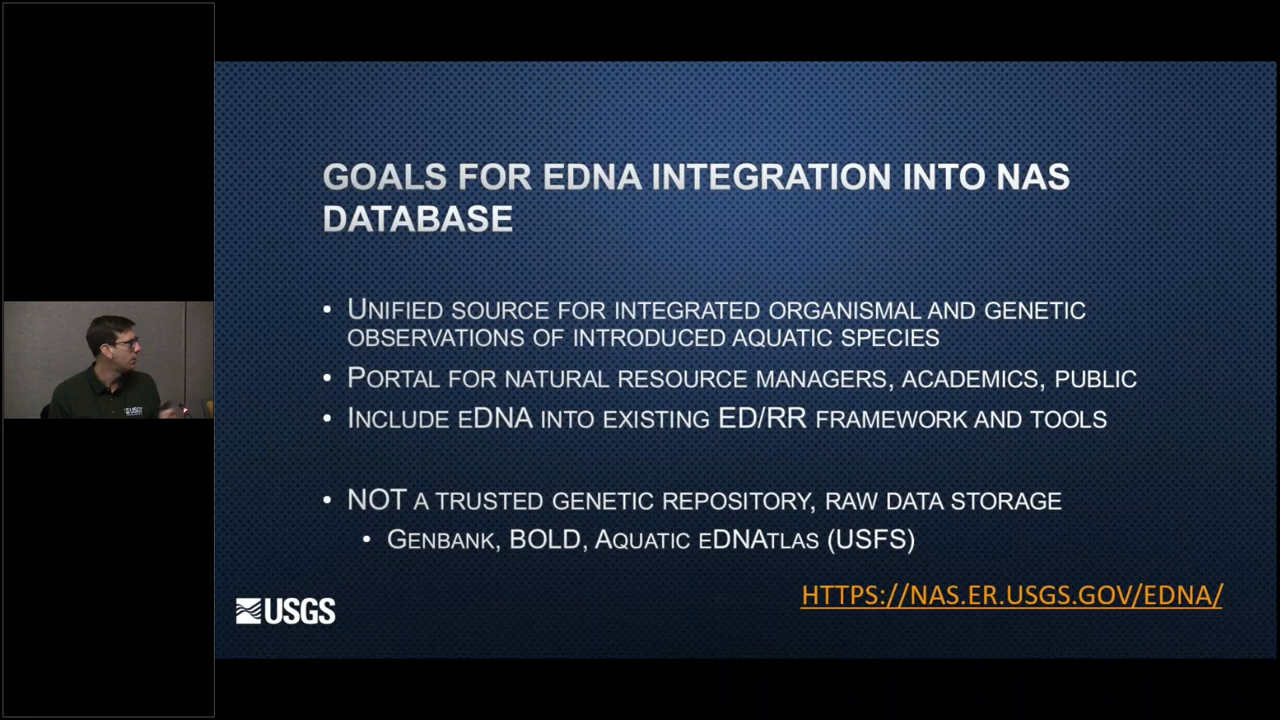 GOALS FOR EDNA INTEGRATION INTO NAS
DATABASE
• UNIFIED SOURCE FOR INTEGRATED ORGANISMAL AND GENETIC
OBSERVATIONS OF INTRODUCED AQUATIC SPECIES
• PORTAL FOR NATURAL RESOURCE MANAGERS, ACADEMICS, PUBLIC
• INCLUDE EDNA INTO EXISTING ED/RR FRAMEWORK AND TOOLS
• NOT A TRUSTED GENETIC REPOSITORY, RAW DATA STORAGE
• GENBANK, BOLD, AQUATIC EDNATLAS (USFS)
HTTPS://NAS.ER.USGS.GOV/EDNA/
USGS
USGS